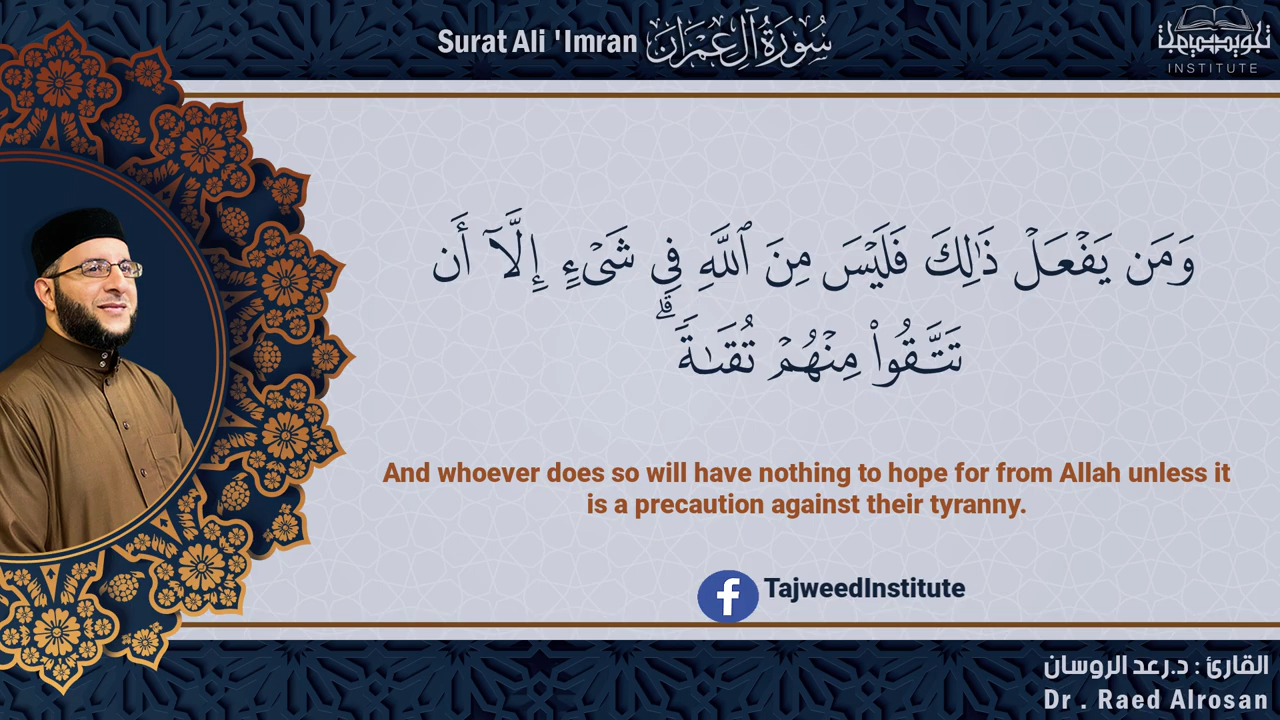 Surat Ali 'Imran سُورَةُ آلِ عِمْرَانَ
تجويد
INSTITUTE
وَمَن يَفْعَلْ ذَٰلِكَ فَلَيْسَ مِنَ ٱللَّهِ فِى شَىْءٍ إِلَّآ أَن
تَتَّقُوا۟ مِنْهُمْ تُقَىٰةً ۗ
And whoever does so will have nothing to hope for from Allah unless it
is a precaution against their tyranny.
TajweedInstitute
القارئ : د.رعد الروسان
Dr . Raed Alrosan